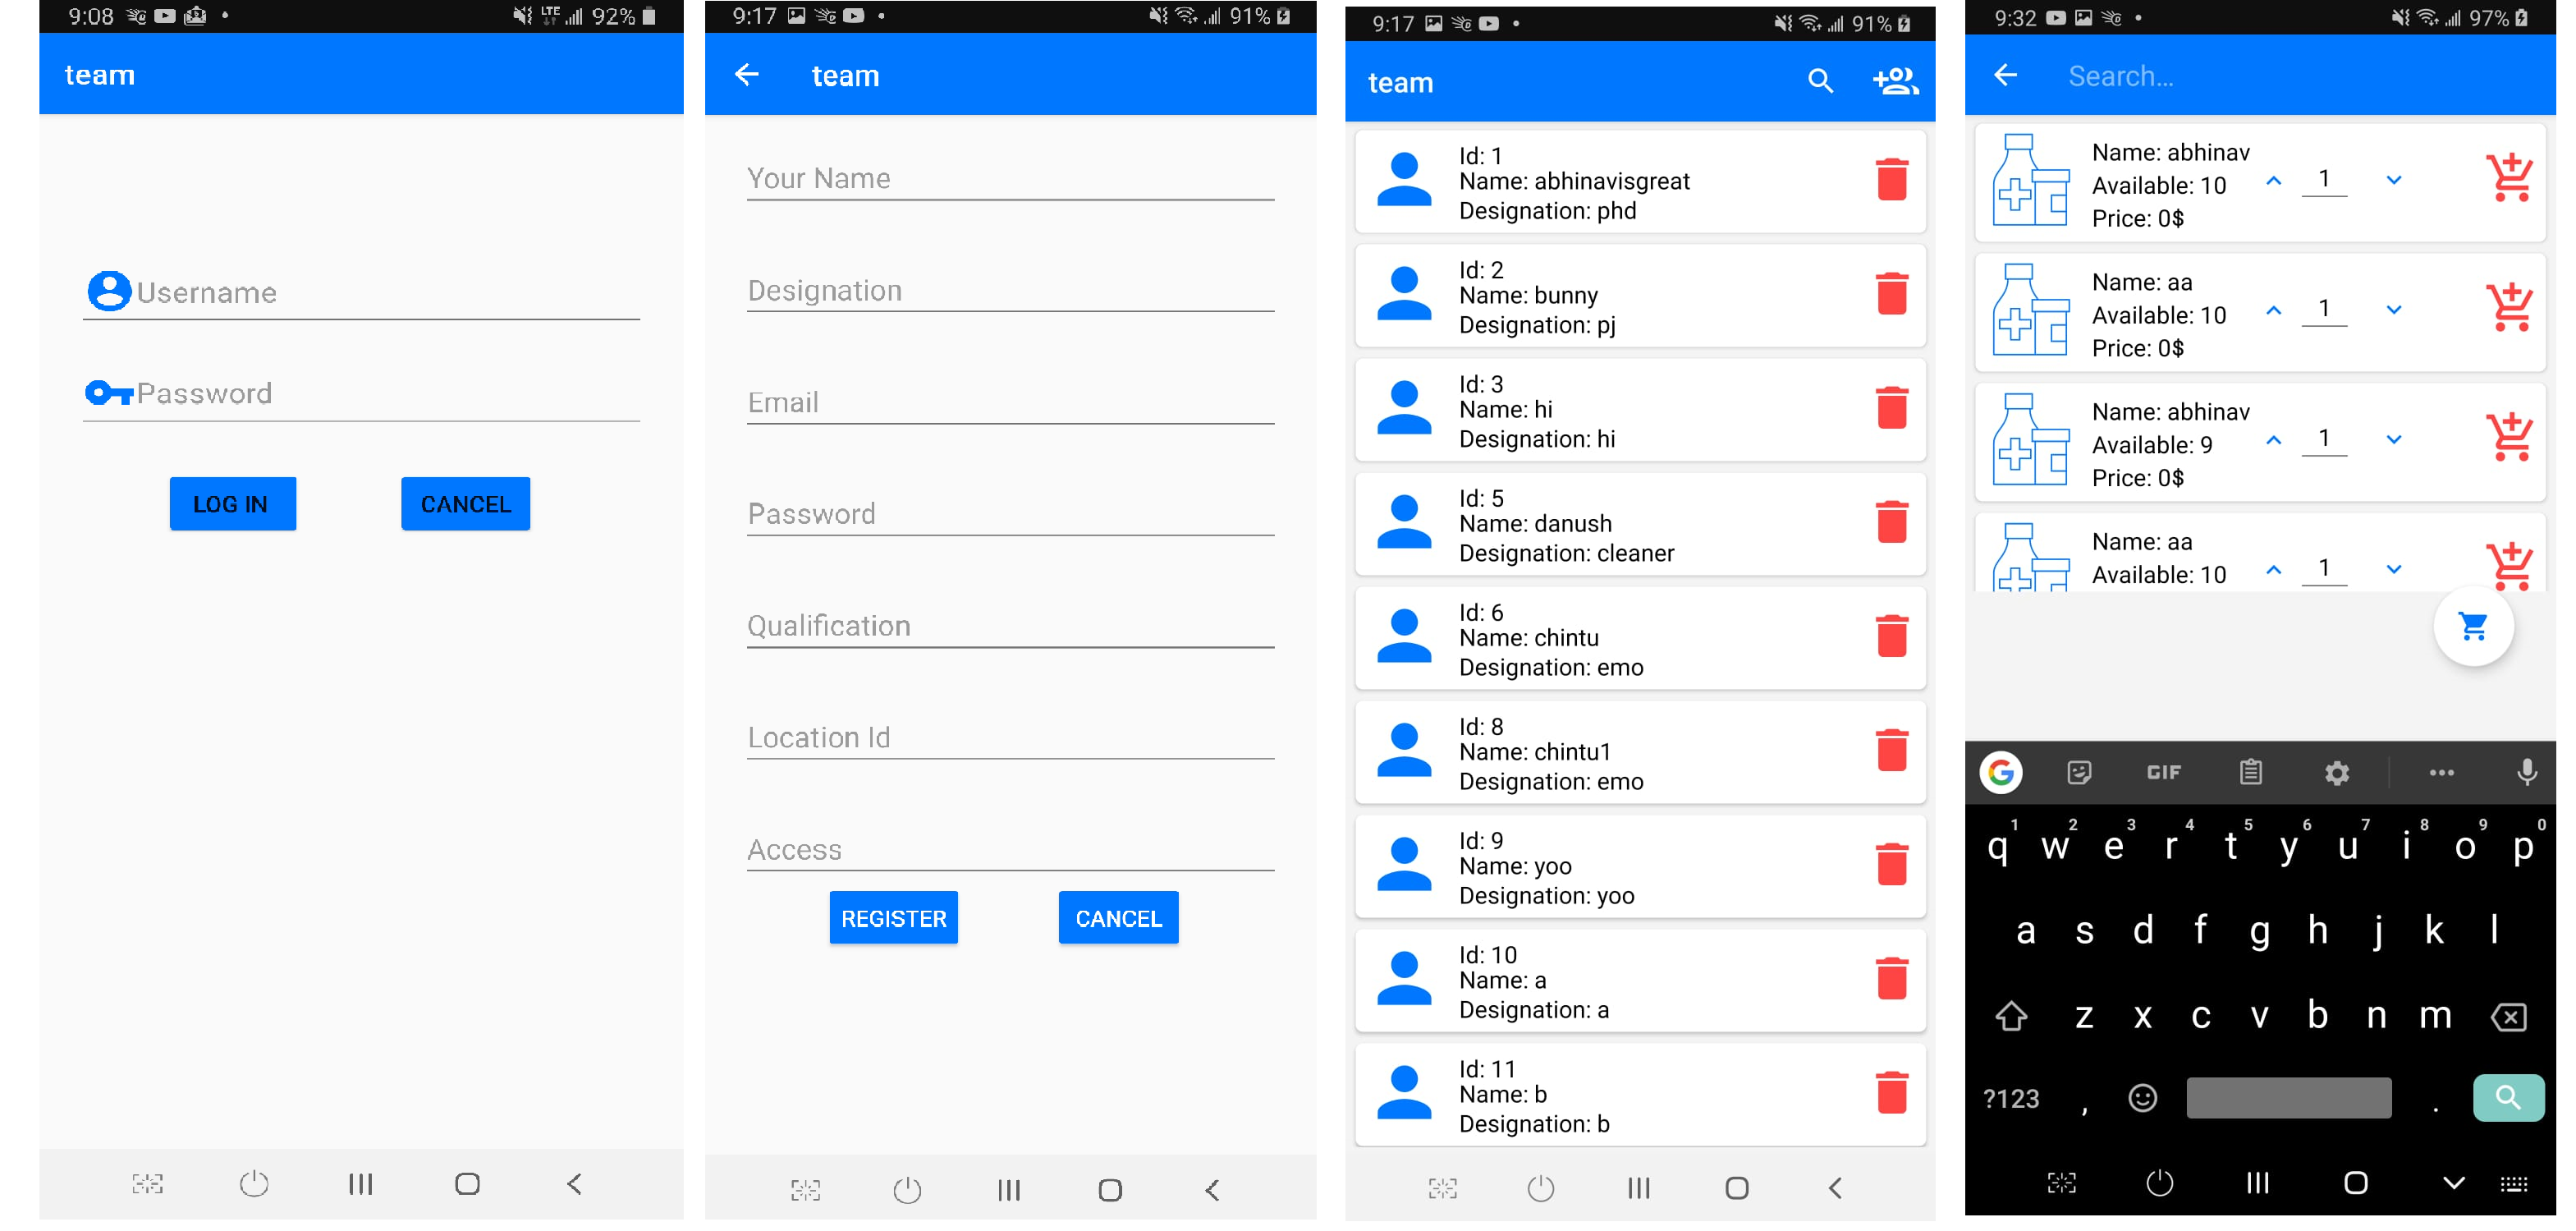 9:08
LTE 92%
team
Username
Password
LOG IN CANCEL
9:17
91%
team
Your Name
Designation
Email
Password
Qualification
Location Id
Access
REGISTER CANCEL
9:17
91%
team
Id: 1
Name: abhinavisgreat
Designation: phd
Id: 2
Name: bunny
Designation: pj
Id: 3
Name: hi
Designation: hi
Id: 5
Name: danush
Designation: cleaner
Id: 6
Name: chintu
Designation: emo
Id: 8
Name: chintu1
Designation: emo
Id: 9
Name: yoo
Designation: yoo
Id: 10
Name: a
Designation: a
Id: 11
Name: b
Designation: b
9:32
97%
Search...
Name: abhinav
Available: 10 1
Price: 0$
Name: aa
Available: 10 1
Price: 0$
Name: abhinav
Available: 9 1
Price: 0$
Name: aa
Available: 10 1
G GIF
1 2 3 4 5 6 7 8 9 0
q w e r t y u i o p
a s d f g h j k l
z x c v b n m
?123 , .